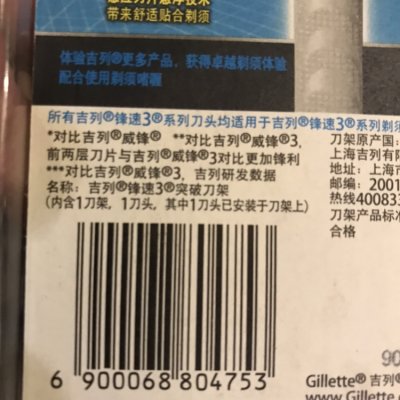 带来舒适贴合剃须
体验吉列®更多产品，获得卓越剃须体验
配合使用剃须啫喱
所有吉列®锋速3®系列刀头均适用于吉列®锋速3®系列剃须
*对比吉列®威锋® **对比吉列®威锋®3,
前两层刀片与吉列®威锋®3对比更加锋利
***对比吉列®威锋®3, 吉列研发数据
名称：吉列®锋速3®突破刀架
(内含1刀架, 1刀头, 其中1刀头已安装于刀架上)
刀架原产国：
上海吉列有限
地址：上海市
邮编：2001
热线400833
刀架产品标准
合格
6 900068 804753
90
Gillette® 吉列®
www.Gillette.